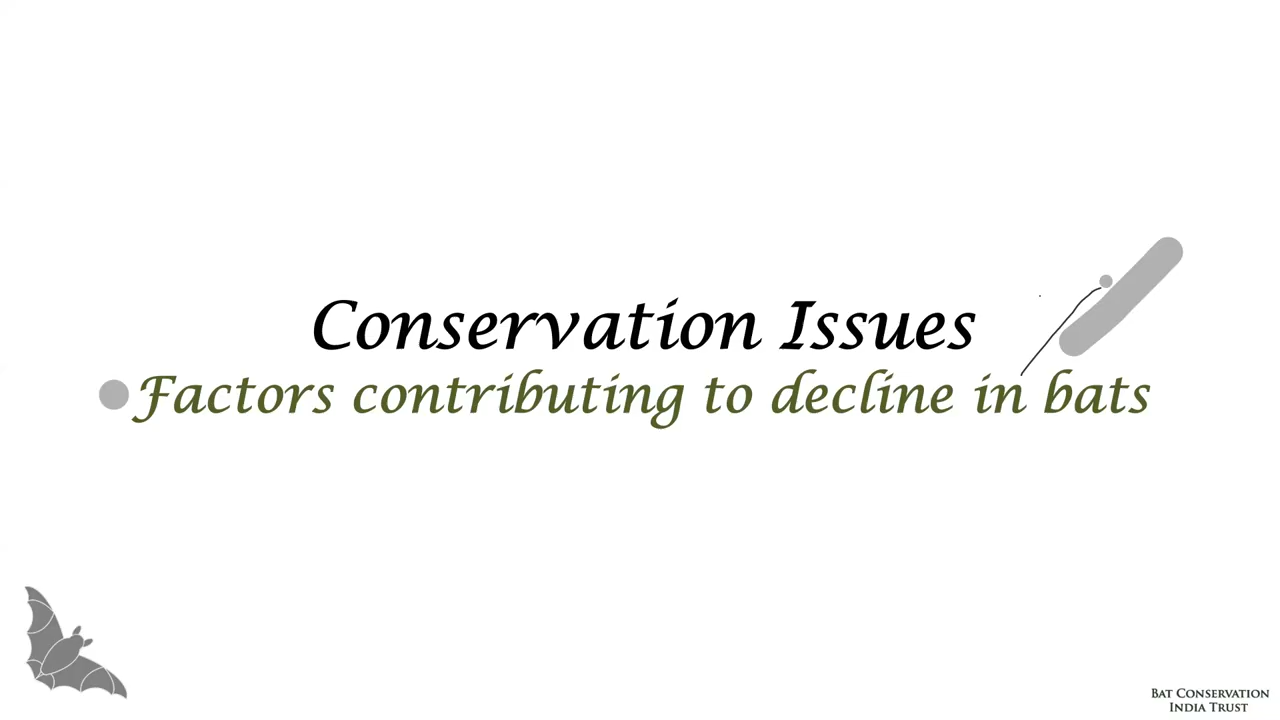 Conservation Issues
Factors contributing to decline in bats
Bat Conservation
India Trust